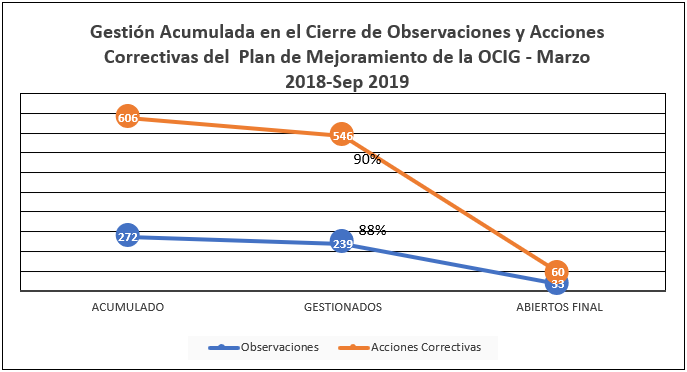 Gestión Acumulada en el Cierre de Observaciones y Acciones
Correctivas del Plan de Mejoramiento de la OCIG - Marzo
2018-Sep 2019
606
546
90%
272
239
88%
60
33
ACUMULADO
GESTIONADOS
ABIERTOS FINAL
Observaciones
Acciones Correctivas